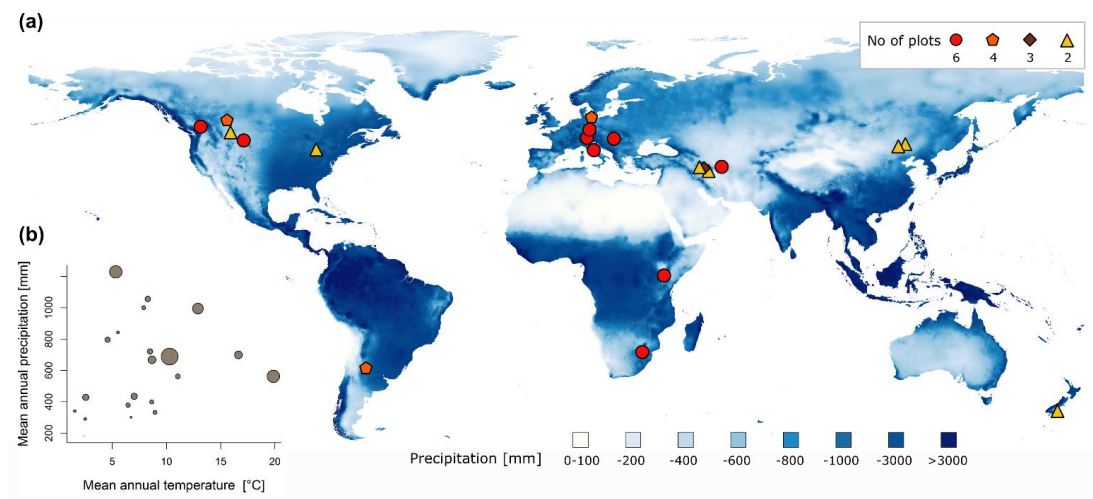 (a)
No of plots
6 4 3 2
(b)
Mean annual precipitation [mm]
1000
800
600
400
200
5 10 15 20
Mean annual temperature [°C]
Precipitation [mm]
0-100 -200 -400 -600 -800 -1000 -3000 >3000